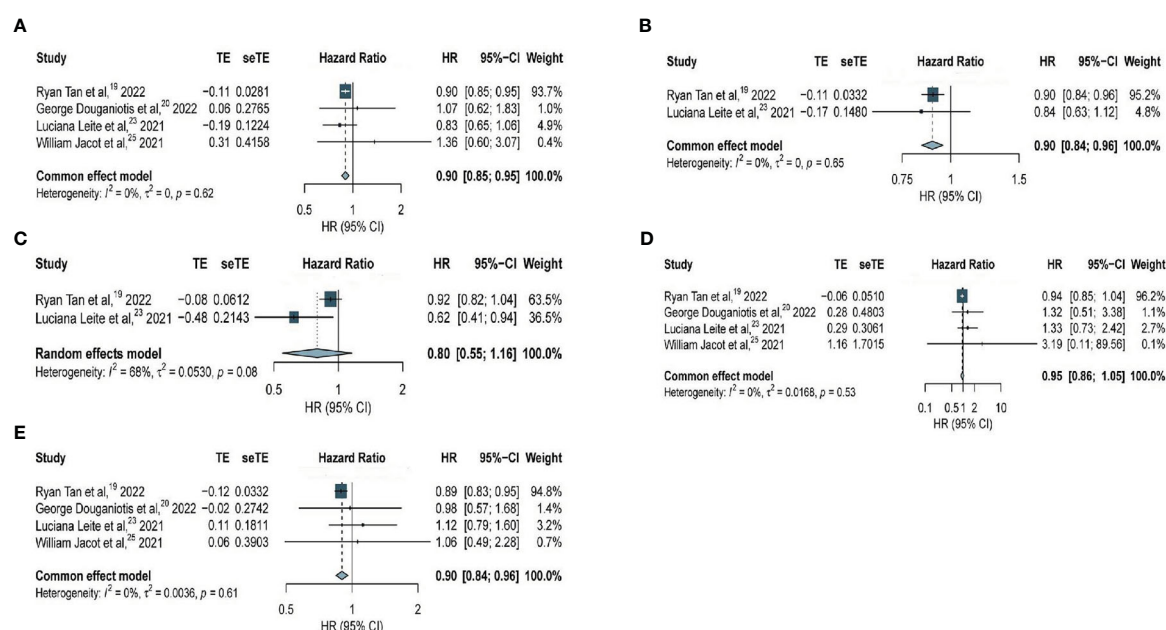 A
Study TE seTE Hazard Ratio HR 95%−CI Weight
Ryan Tan et al,19 2022 −0.11 0.0281 0.90 [0.85; 0.95] 93.7%
George Douganiotis et al,20 2022 0.06 0.2765 1.07 [0.62; 1.83] 1.0%
Luciana Leite et al,23 2021 −0.19 0.1224 0.83 [0.65; 1.06] 4.9%
William Jacot et al,25 2021 0.31 0.4158 1.36 [0.60; 3.07] 0.4%
Common effect model 0.90 [0.85; 0.95] 100.0%
Heterogeneity: I2 = 0%, τ2 = 0, p = 0.62
0.5 1 2
HR (95% CI)
B
Study TE seTE Hazard Ratio HR 95%−CI Weight
Ryan Tan et al,19 2022 −0.11 0.0332 0.90 [0.84; 0.96] 95.2%
Luciana Leite et al,23 2021 −0.17 0.1480 0.84 [0.63; 1.12] 4.8%
Common effect model 0.90 [0.84; 0.96] 100.0%
Heterogeneity: I2 = 0%, τ2 = 0, p = 0.65
0.75 1 1.5
HR (95% CI)
C
Study TE seTE Hazard Ratio HR 95%−CI Weight
Ryan Tan et al,19 2022 −0.08 0.0612 0.92 [0.82; 1.04] 63.5%
Luciana Leite et al,23 2021 −0.48 0.2143 0.62 [0.41; 0.94] 36.5%
Random effects model 0.80 [0.55; 1.16] 100.0%
Heterogeneity: I2 = 68%, τ2 = 0.0530, p = 0.08
0.5 1 2
HR (95% CI)
D
Study TE seTE Hazard Ratio HR 95%−CI Weight
Ryan Tan et al,19 2022 −0.06 0.0510 0.94 [0.85; 1.04] 96.2%
George Douganiotis et al,20 2022 0.28 0.4803 1.32 [0.51; 3.38] 1.1%
Luciana Leite et al,23 2021 0.29 0.3061 1.33 [0.73; 2.42] 2.7%
William Jacot et al,25 2021 1.16 1.7015 3.19 [0.11; 89.56] 0.1%
Common effect model 0.95 [0.86; 1.05] 100.0%
Heterogeneity: I2 = 0%, τ2 = 0.0168, p = 0.53
0.1 0.5 1 2 10
HR (95% CI)
E
Study TE seTE Hazard Ratio HR 95%−CI Weight
Ryan Tan et al,19 2022 −0.12 0.0332 0.89 [0.83; 0.95] 94.8%
George Douganiotis et al,20 2022 −0.02 0.2742 0.98 [0.57; 1.68] 1.4%
Luciana Leite et al,23 2021 0.11 0.1811 1.12 [0.79; 1.60] 3.2%
William Jacot et al,25 2021 0.06 0.3903 1.06 [0.49; 2.28] 0.7%
Common effect model 0.90 [0.84; 0.96] 100.0%
Heterogeneity: I2 = 0%, τ2 = 0.0036, p = 0.61
0.5 1 2
HR (95% CI)